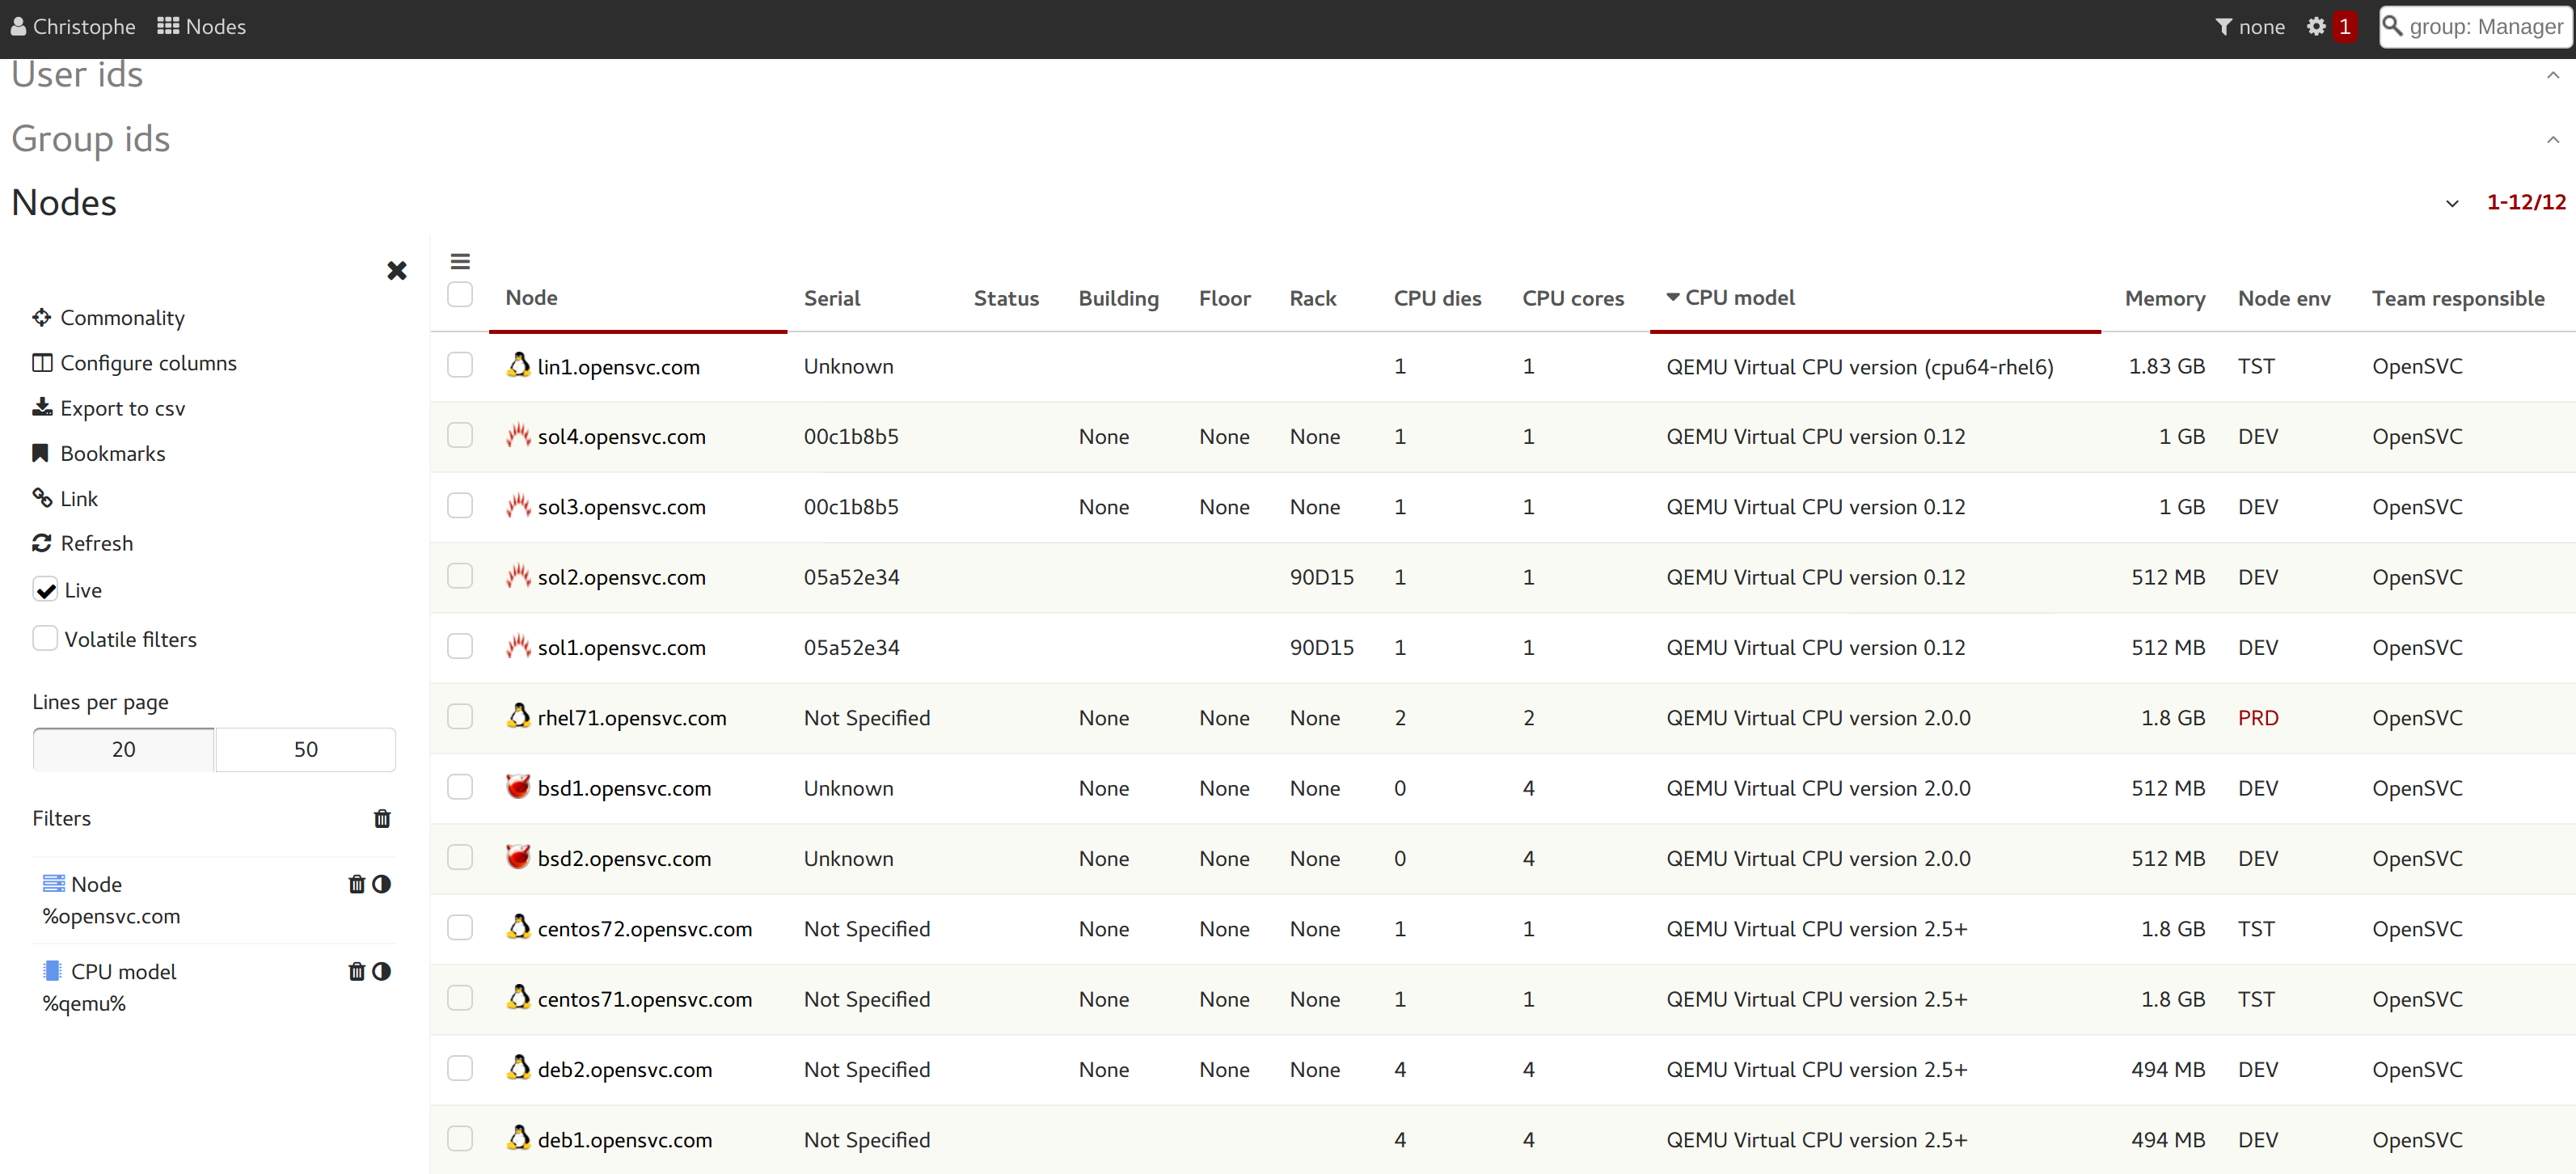 Christophe Nodes none 1 group: Manager
User ids
Group ids
Nodes 1-12/12
Commonality
Configure columns
Export to csv
Bookmarks
Link
Refresh
Live
Volatile filters
Lines per page
20 50
Filters
Node
%opensvc.com
CPU model
%qemu%
Node Serial Status Building Floor Rack CPU dies CPU cores CPU model Memory Node env Team responsible
lin1.opensvc.com Unknown 1 1 QEMU Virtual CPU version (cpu64-rhel6) 1.83 GB TST OpenSVC
sol4.opensvc.com 00c1b8b5 None None None 1 1 QEMU Virtual CPU version 0.12 1 GB DEV OpenSVC
sol3.opensvc.com 00c1b8b5 None None None 1 1 QEMU Virtual CPU version 0.12 1 GB DEV OpenSVC
sol2.opensvc.com 05a52e34 90D15 1 1 QEMU Virtual CPU version 0.12 512 MB DEV OpenSVC
sol1.opensvc.com 05a52e34 90D15 1 1 QEMU Virtual CPU version 0.12 512 MB DEV OpenSVC
rhel71.opensvc.com Not Specified None None None 2 2 QEMU Virtual CPU version 2.0.0 1.8 GB PRD OpenSVC
bsd1.opensvc.com Unknown None None None 0 4 QEMU Virtual CPU version 2.0.0 512 MB DEV OpenSVC
bsd2.opensvc.com Unknown None None None 0 4 QEMU Virtual CPU version 2.0.0 512 MB DEV OpenSVC
centos72.opensvc.com Not Specified None None None 1 1 QEMU Virtual CPU version 2.5+ 1.8 GB TST OpenSVC
centos71.opensvc.com Not Specified None None None 1 1 QEMU Virtual CPU version 2.5+ 1.8 GB TST OpenSVC
deb2.opensvc.com Not Specified None None None 4 4 QEMU Virtual CPU version 2.5+ 494 MB DEV OpenSVC
deb1.opensvc.com Not Specified 4 4 QEMU Virtual CPU version 2.5+ 494 MB DEV OpenSVC